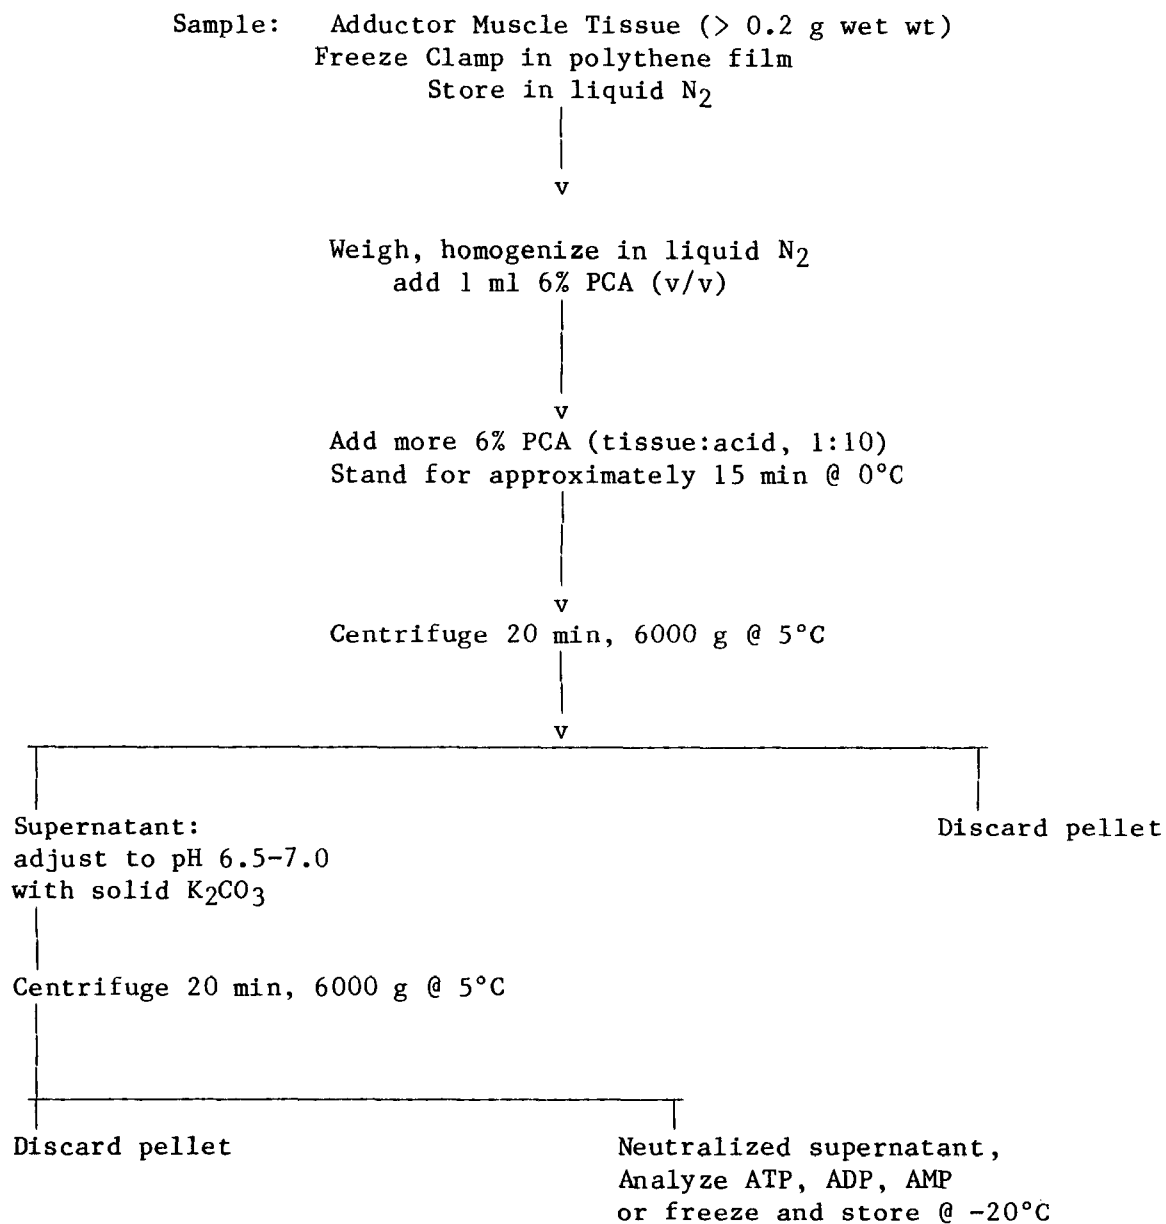 Sample: Adductor Muscle Tissue (> 0.2 g wet wt)
Freeze Clamp in polythene film
Store in liquid N2
v
Weigh, homogenize in liquid N2
add 1 ml 6% PCA (v/v)
v
Add more 6% PCA (tissue:acid, 1:10)
Stand for approximately 15 min @ 0°C
v
Centrifuge 20 min, 6000 g @ 5°C
v
Supernatant:
adjust to pH 6.5-7.0
with solid K2CO3
Discard pellet
Centrifuge 20 min, 6000 g @ 5°C
Discard pellet
Neutralized supernatant,
Analyze ATP, ADP, AMP
or freeze and store @ -20°C